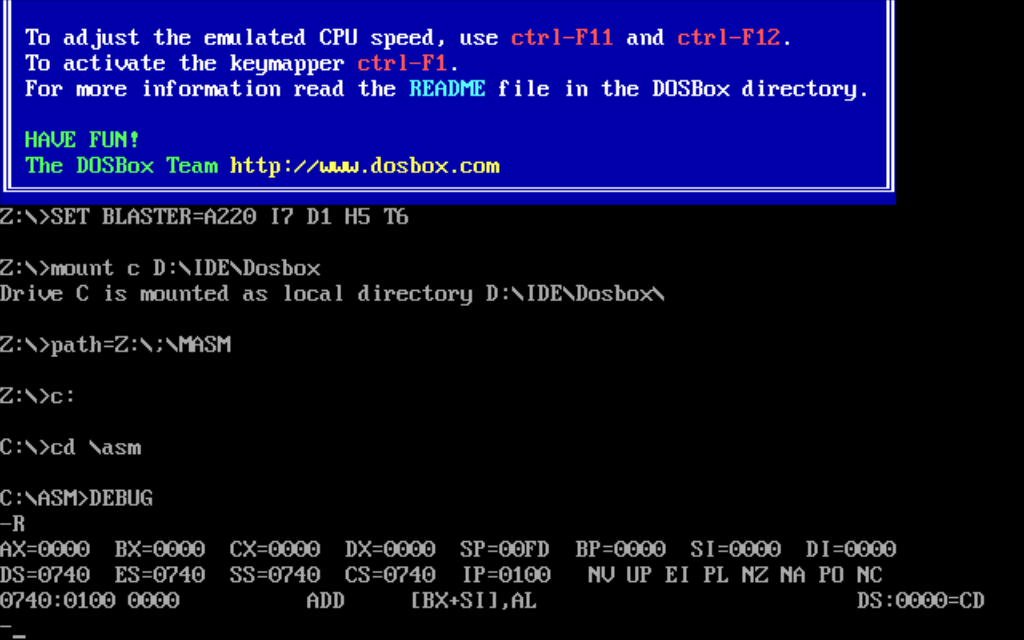 To adjust the emulated CPU speed, use ctrl-F11 and ctrl-F12.
To activate the keymapper ctrl-F1.
For more information read the README file in the DOSBox directory.
HAVE FUN!
The DOSBox Team http://www.dosbox.com
Z:\>SET BLASTER=A220 I7 D1 H5 T6
Z:\>mount c D:\IDE\Dosbox
Drive C is mounted as local directory D:\IDE\Dosbox\
Z:\>path=Z:\;\MASM
Z:\>c:
C:\>cd \asm
C:\ASM>DEBUG
-R
AX=0000  BX=0000  CX=0000  DX=0000  SP=00FD  BP=0000  SI=0000  DI=0000
DS=0740  ES=0740  SS=0740  CS=0740  IP=0100   NV UP EI PL NZ NA PO NC
0740:0100 0000          ADD     [BX+SI],AL                         DS:0000=CD
-_